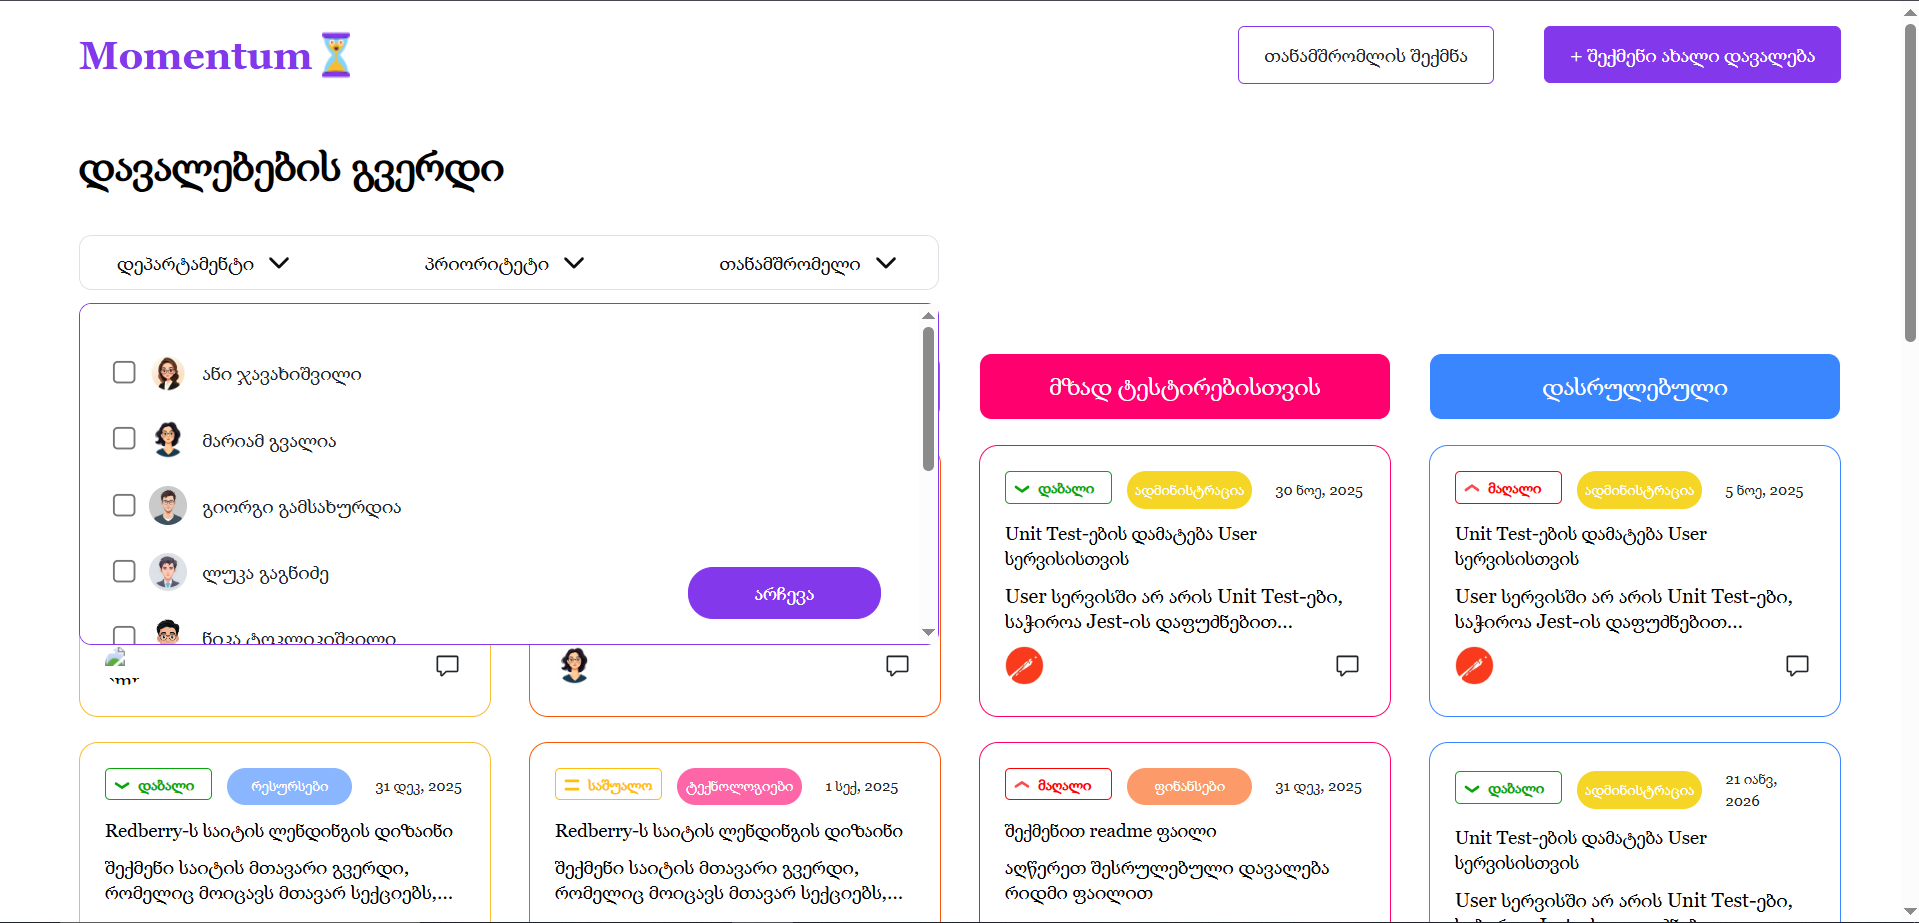 Momentum
თანამშრომლის შექმნა
+ შექმენი ახალი დავალება
დავალებების გვერდი
დეპარტამენტი
პრიორიტეტი
თანამშრომელი
ანი ჯავახიშვილი
მარიამ გვალია
გიორგი გამსახურდია
ლუკა გაგნიძე
არჩევა
მზად ტესტირებისთვის
დაბალი
ადმინისტრაცია
30 ნოე, 2025
Unit Test-ების დამატება User
სერვისისთვის
User სერვისში არ არის Unit Test-ები,
საჭიროა Jest-ის დაფუძნებით...
დასრულებული
მაღალი
ადმინისტრაცია
5 ნოე, 2025
Unit Test-ების დამატება User
სერვისისთვის
User სერვისში არ არის Unit Test-ები,
საჭიროა Jest-ის დაფუძნებით...
დაბალი
რესურსები
31 დეკ, 2025
Redberry-ს საიტის ლენდინგის დიზაინი
შექმენი საიტის მთავარი გვერდი,
რომელიც მოიცავს მთავარ სექციებს,...
საშუალო
ტექნოლოგიები
1 სექ, 2025
Redberry-ს საიტის ლენდინგის დიზაინი
შექმენი საიტის მთავარი გვერდი,
რომელიც მოიცავს მთავარ სექციებს,...
მაღალი
ფინანსები
31 დეკ, 2025
შექმენით readme ფაილი
აღწერეთ შესრულებული დავალება
რიდმი ფაილით
დაბალი
ადმინისტრაცია
21 იანვ,
2026
Unit Test-ების დამატება User
სერვისისთვის
User სერვისში არ არის Unit Test-ები,